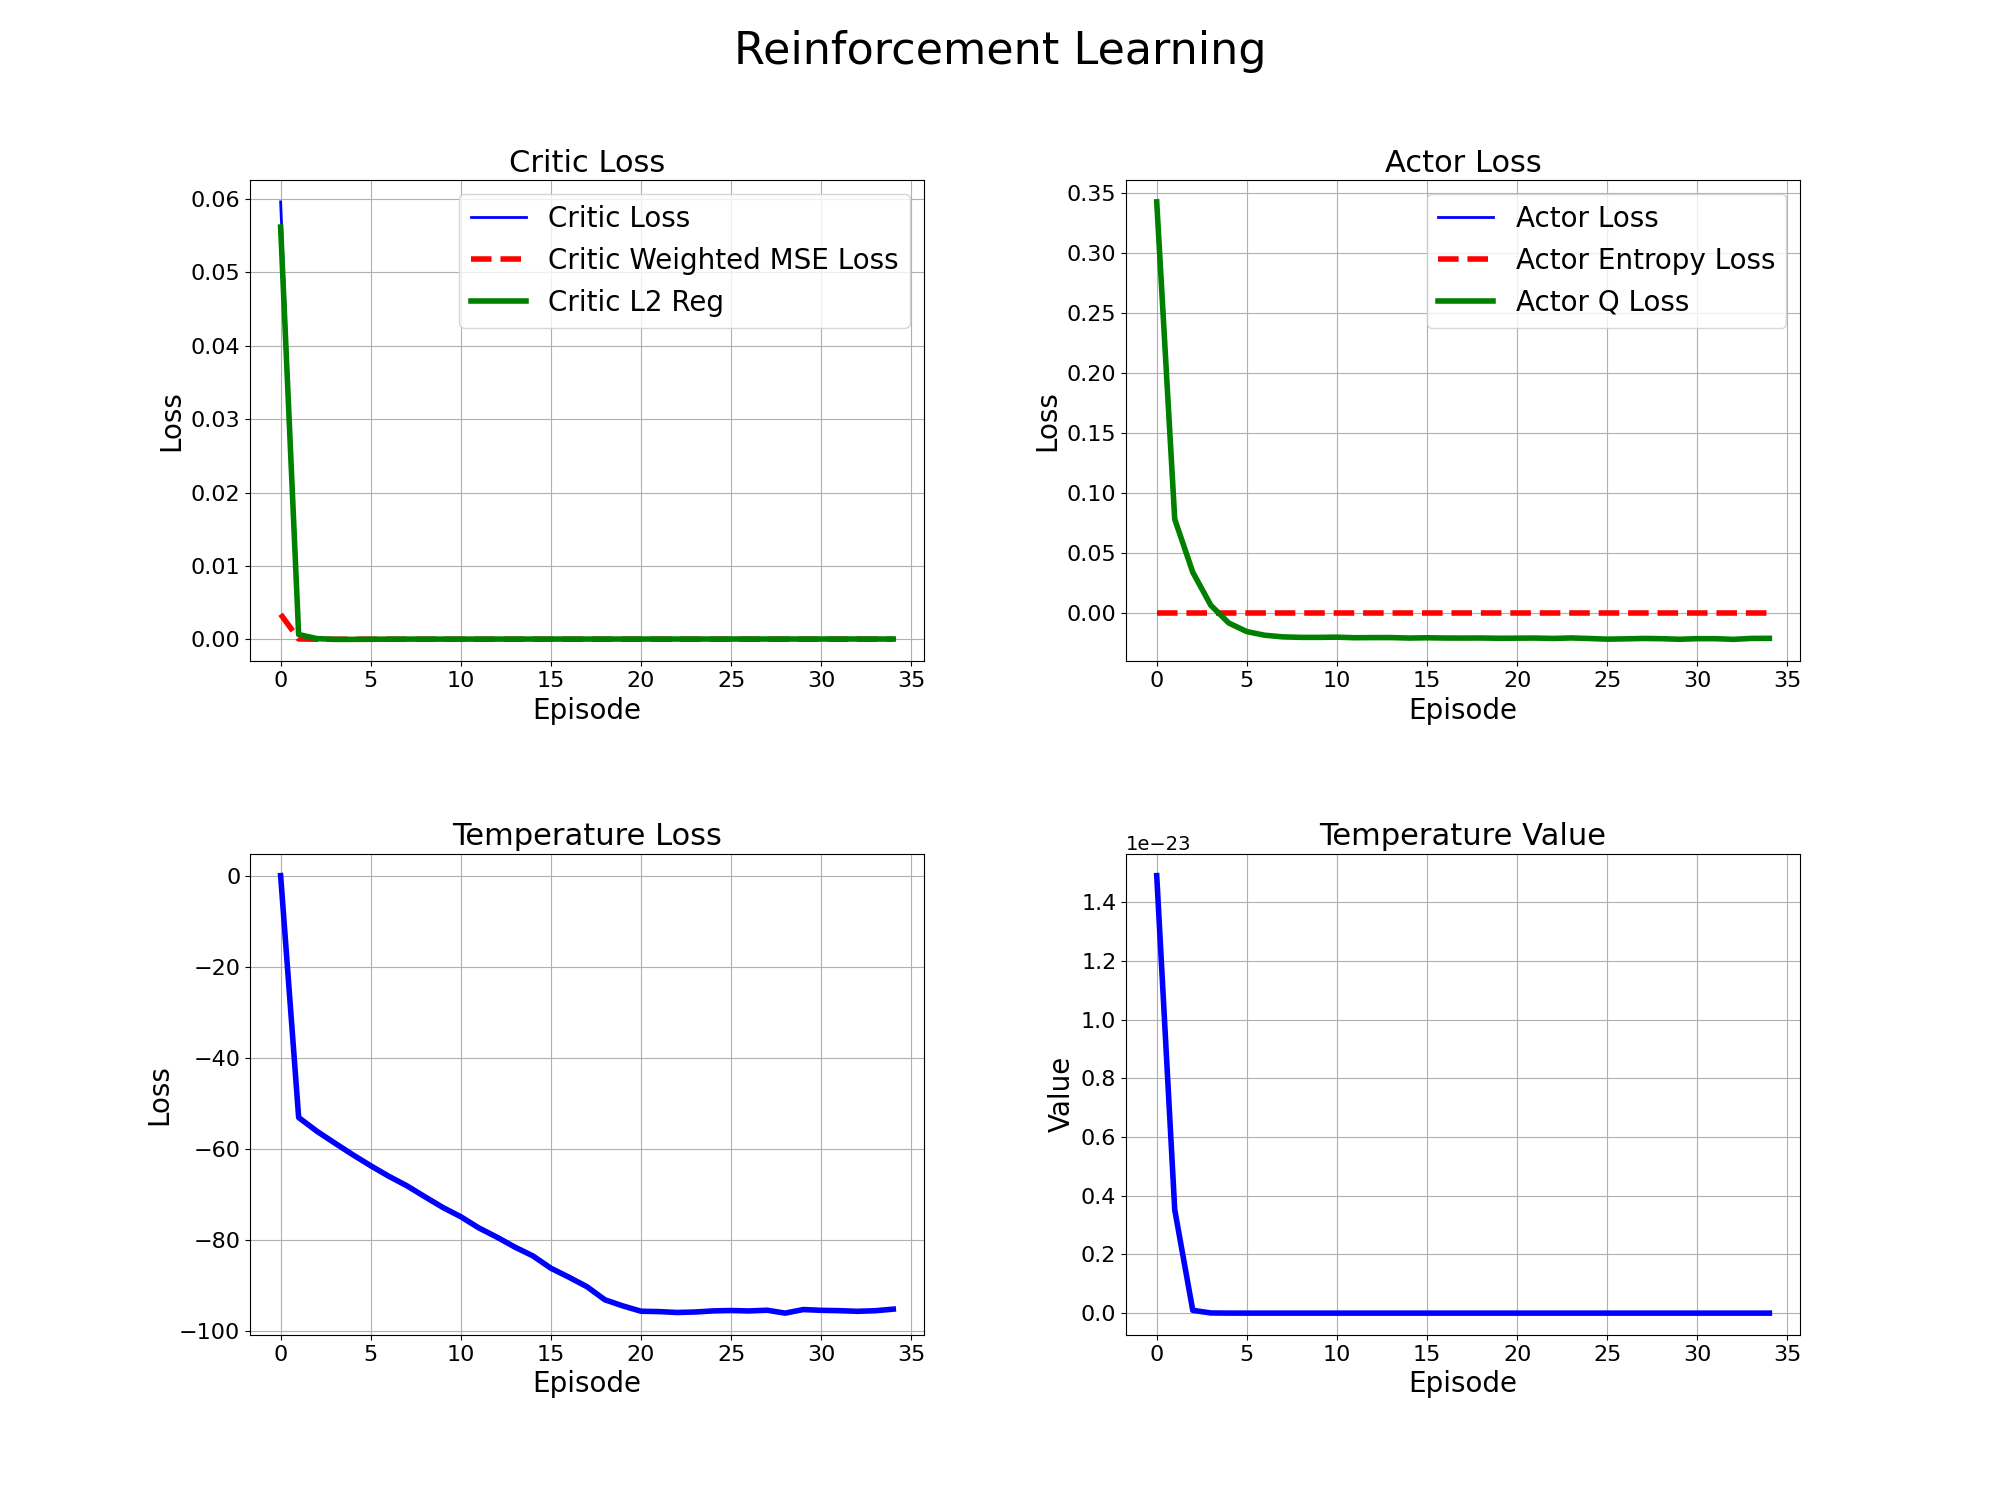 Reinforcement Learning
Critic Loss
Loss
0.06
0.05
0.04
0.03
0.02
0.01
0.00
Critic Loss
Critic Weighted MSE Loss
Critic L2 Reg
0 5 10 15 20 25 30 35
Episode
Actor Loss
Loss
0.35
0.30
0.25
0.20
0.15
0.10
0.05
0.00
Actor Loss
Actor Entropy Loss
Actor Q Loss
0 5 10 15 20 25 30 35
Episode
Temperature Loss
Loss
0
−20
−40
−60
−80
−100
0 5 10 15 20 25 30 35
Episode
Temperature Value
1e−23
Value
1.4
1.2
1.0
0.8
0.6
0.4
0.2
0.0
0 5 10 15 20 25 30 35
Episode